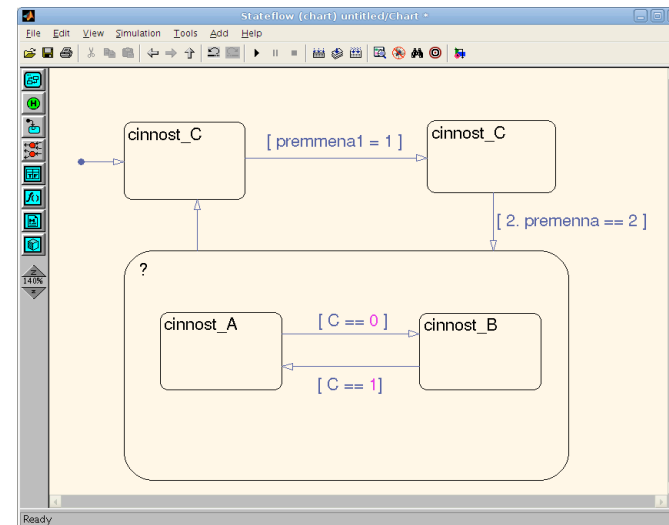 Stateflow (chart) untitled/Chart *
File Edit View Simulation Tools Add Help
cinnost_C
[ premmena1 = 1 ]
cinnost_C
[ 2. premenna == 2 ]
140%
?
cinnost_A
[ C == 0 ]
cinnost_B
[ C == 1]
Ready